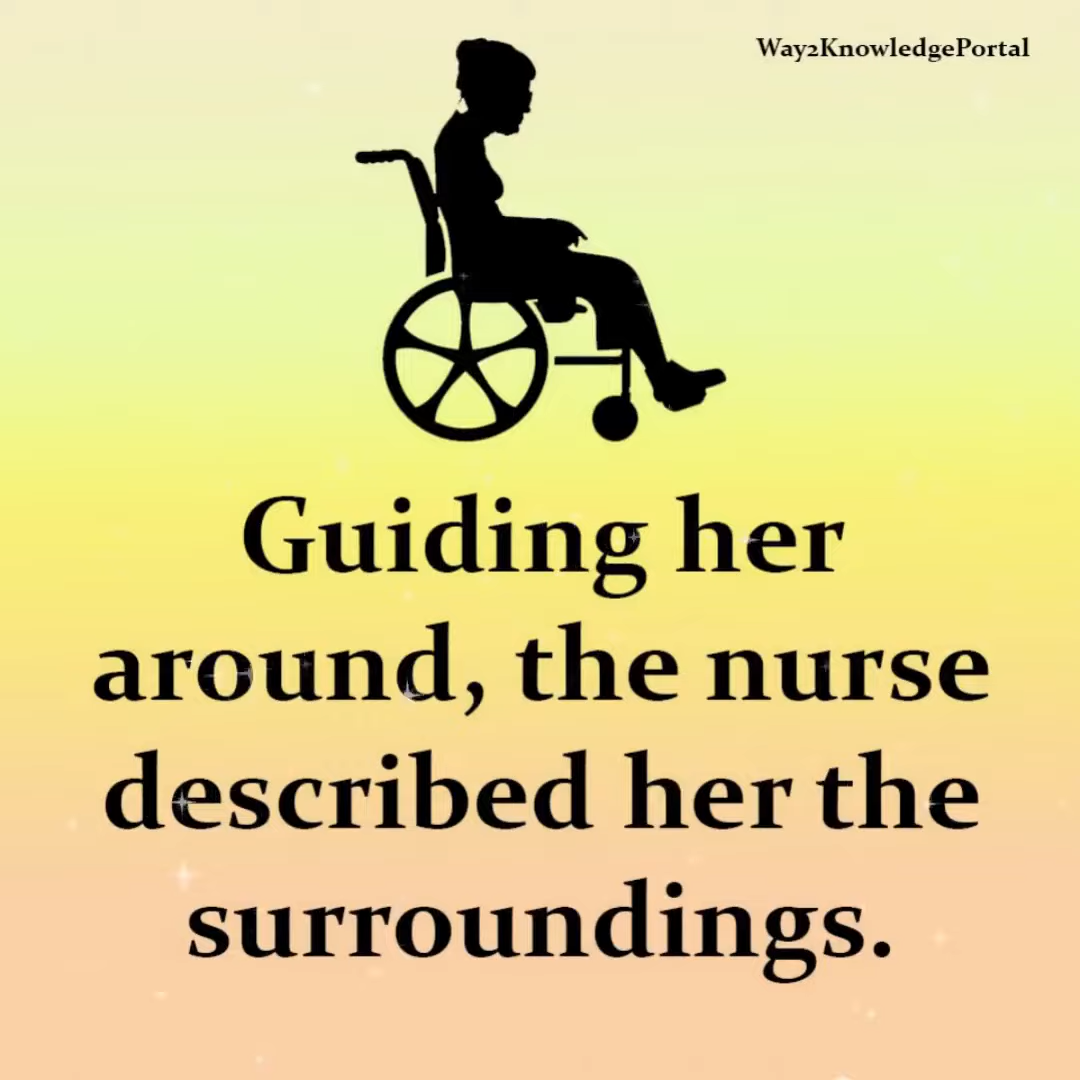 Way2KnowledgePortal
Guiding her
around, the nurse
described her the
surroundings.